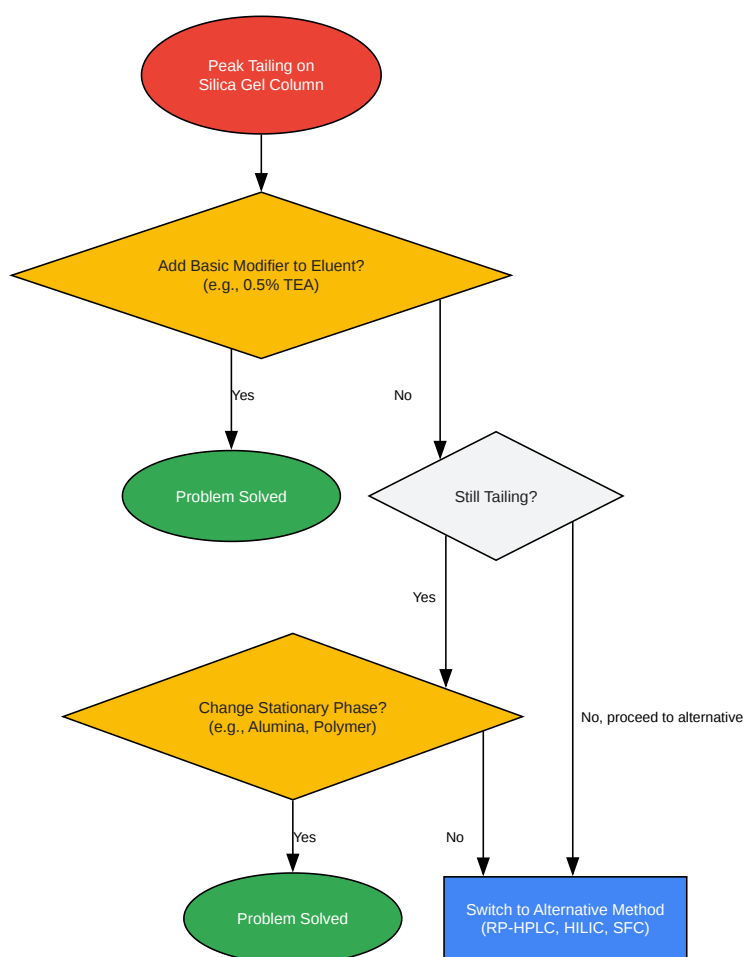 Peak Tailing on
Silica Gel Column
Add Basic Modifier to Eluent?
(e.g., 0.5% TEA)
Yes
No
Problem Solved
Still Tailing?
Yes
Change Stationary Phase?
(e.g., Alumina, Polymer)
No, proceed to alternative
Yes
No
Problem Solved
Switch to Alternative Method
(RP-HPLC, HILIC, SFC)